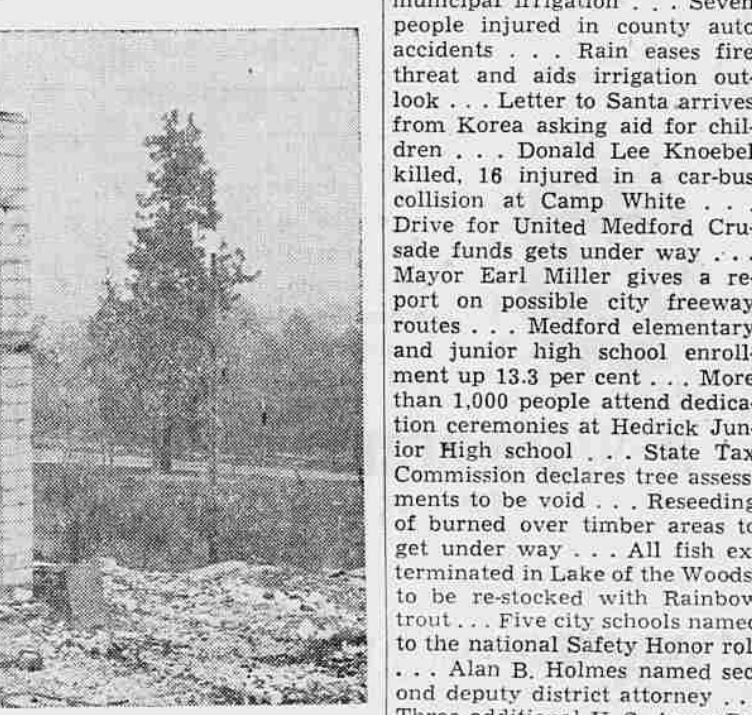 municipal irrigation . . . Seven
people injured in county auto
accidents . . . Rain eases fire
threat and aids irrigation out-
look . . . Letter to Santa arrives
from Korea asking aid for chil-
dren . . . Donald Lee Knoebel
killed, 16 injured in a car-bus
collision at Camp White . . .
Drive for United Medford Cru-
sade funds gets under way . . .
Mayor Earl Miller gives a re-
port on possible city freeway
routes . . . Medford elementary
and junior high school enroll-
ment up 13.3 per cent . . . More
than 1,000 people attend dedica-
tion ceremonies at Hedrick Jun-
ior High school . . . State Tax
Commission declares tree assess
ments to be void . . . Reseeding
of burned over timber areas to
get under way . . . All fish ex
terminated in Lake of the Woods
to be re-stocked with Rainbow
trout . . . Five city schools named
to the national Safety Honor rol
. . . Alan B. Holmes named sec
ond deputy district attorney . .
Three additional